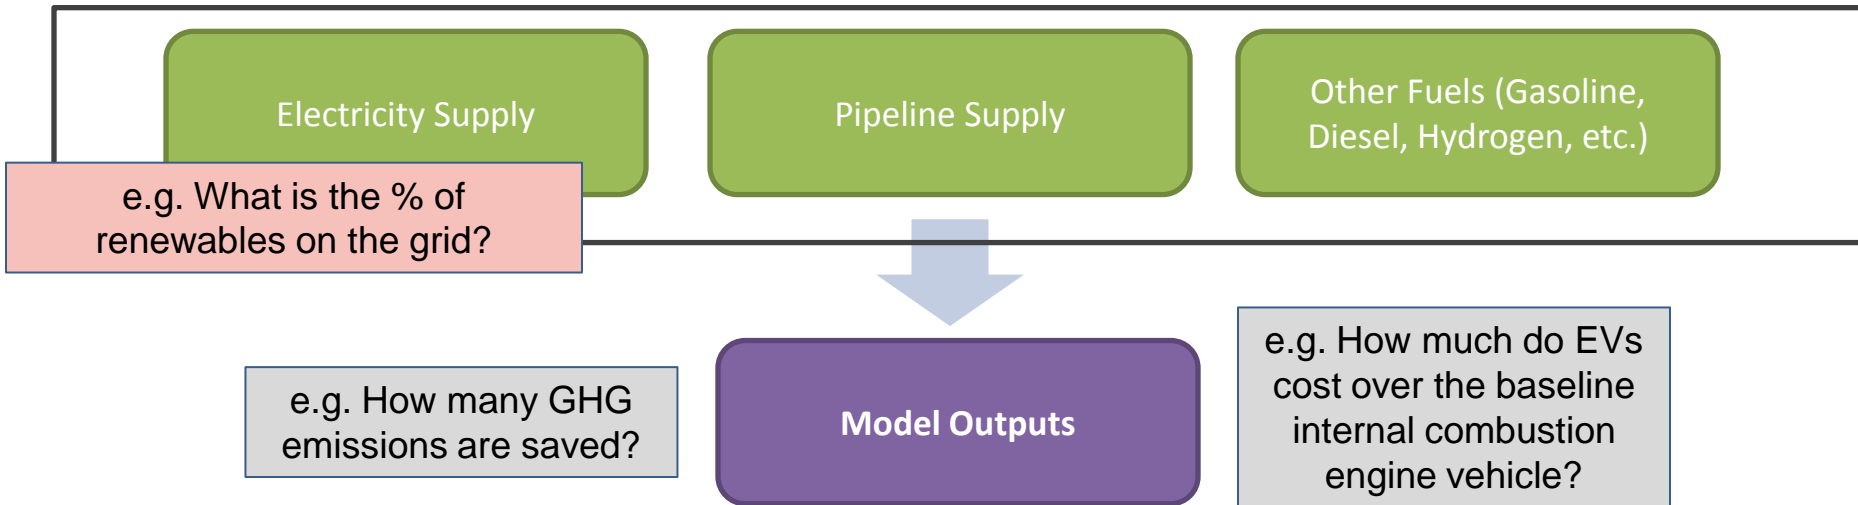 Electricity Supply
Pipeline Supply
Other Fuels (Gasoline,
Diesel, Hydrogen, etc.)
e.g. What is the % of
renewables on the grid?
e.g. How many GHG
emissions are saved?
Model Outputs
e.g. How much do EVs
cost over the baseline
internal combustion
engine vehicle?